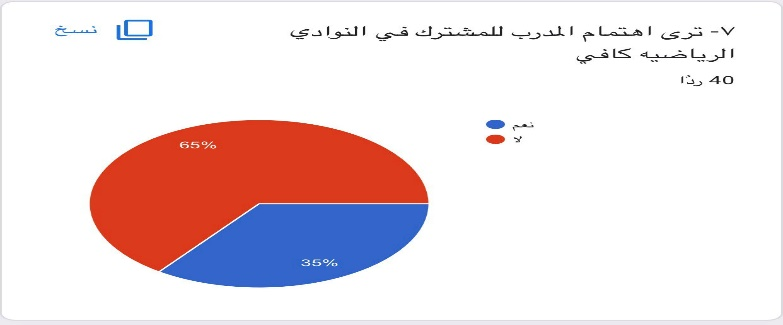 ٧- ترى اهتمام المدرب للمشترك في النوادي
الرياضيه كافي
نسخ
40 ردًا
نعم
لا
65%
35%